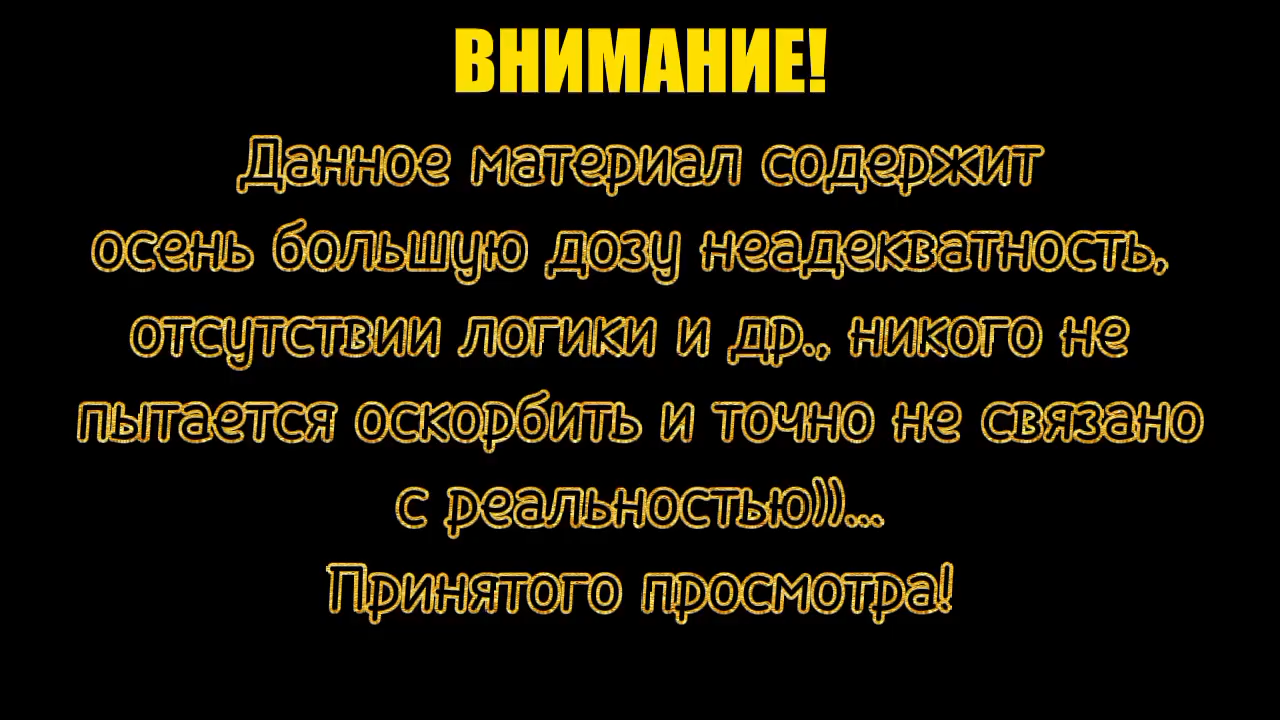 ВНИМАНИЕ!
Данное материал содержит
осень большую дозу неадекватность,
отсутствии логики и др., никого не
пытается оскорбить и точно не связано
с реальностью))...
Принятого просмотра!